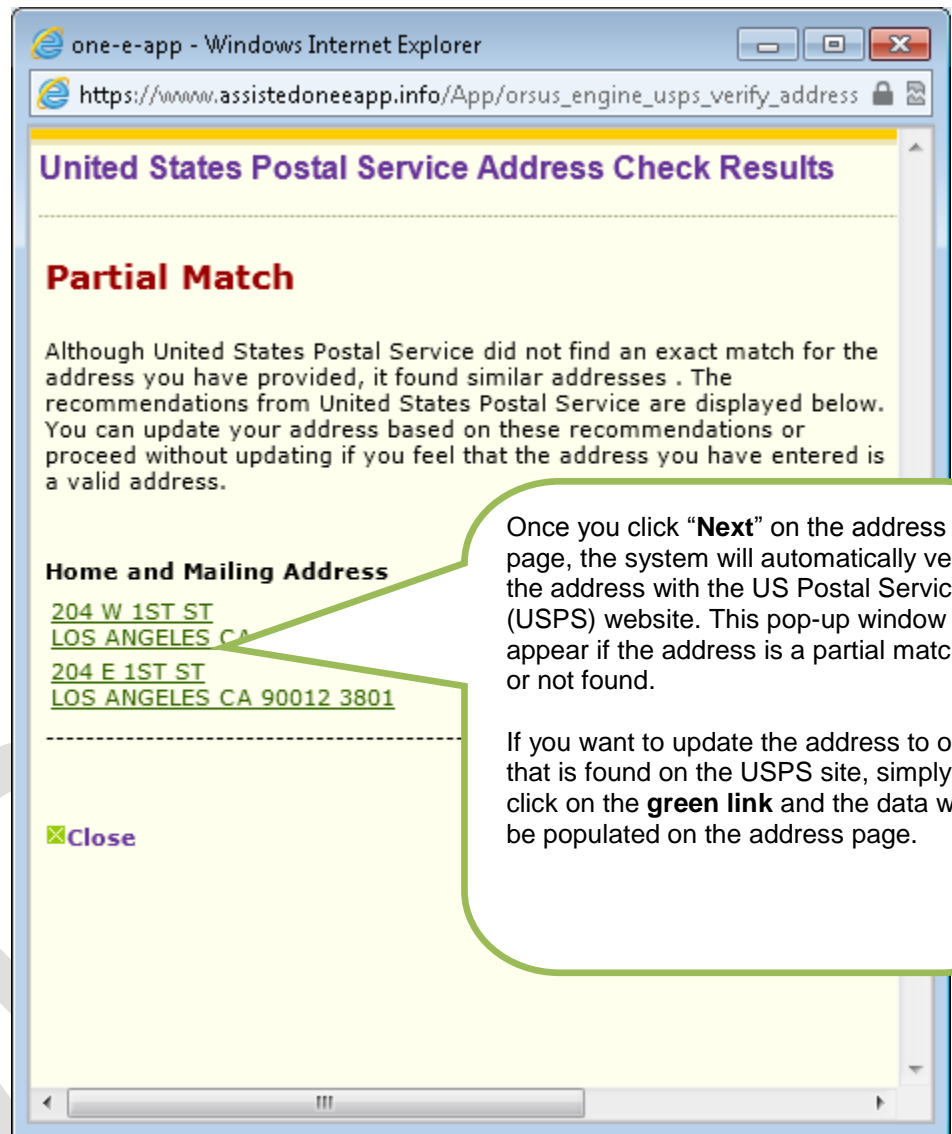 one-e-app - Windows Internet Explorer
https://www.assistedoneeapp.info/App/orsus_engine_usps_verify_address
United States Postal Service Address Check Results
Partial Match
Although United States Postal Service did not find an exact match for the
address you have provided, it found similar addresses . The
recommendations from United States Postal Service are displayed below.
You can update your address based on these recommendations or
proceed without updating if you feel that the address you have entered is
a valid address.
Home and Mailing Address
204 W 1ST ST
LOS ANGELES CA
204 E 1ST ST
LOS ANGELES CA 90012 3801
Close
Once you click “Next” on the address
page, the system will automatically
the address with the US Postal
(USPS) website. This pop-up window
appear if the address is a partial
or not found.
If you want to update the address to
that is found on the USPS site, simply
click on the green link and the data
be populated on the address page.